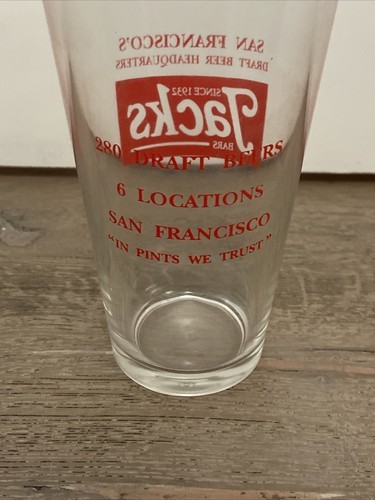 SAN FRANCISCO'S
DRAFT BEER HEADQUARTERS
SINCE 1932
Jacks
BARS
280 DRAFT BEERS
6 LOCATIONS
SAN FRANCISCO
"IN PINTS WE TRUST"